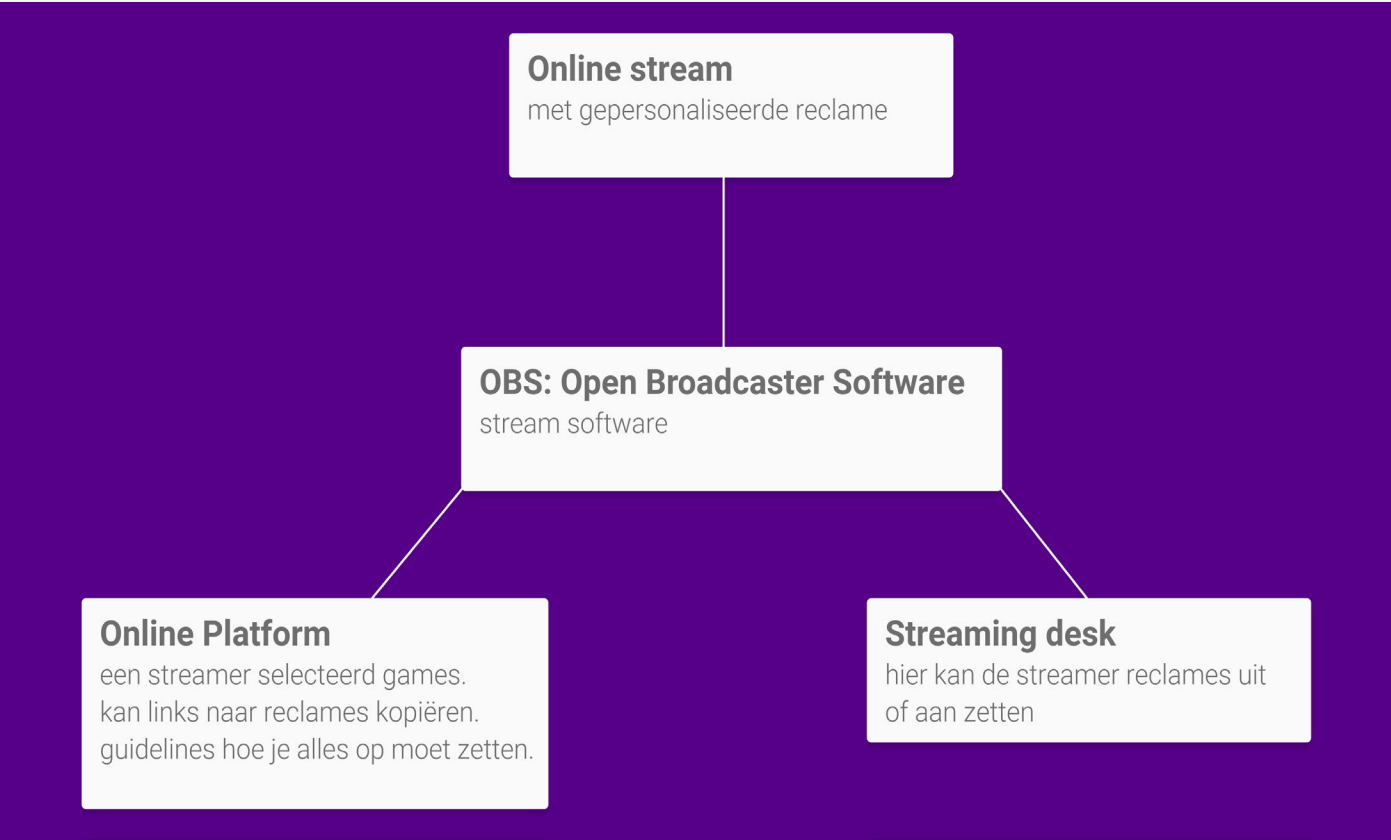 Online stream
met gepersonaliseerde reclame
OBS: Open Broadcaster Software
stream software
Online Platform
een streamer selecteerd games.
kan links naar reclames kopiëren.
guidelines hoe je alles op moet zetten.
Streaming desk
hier kan de streamer reclames uit
of aan zetten